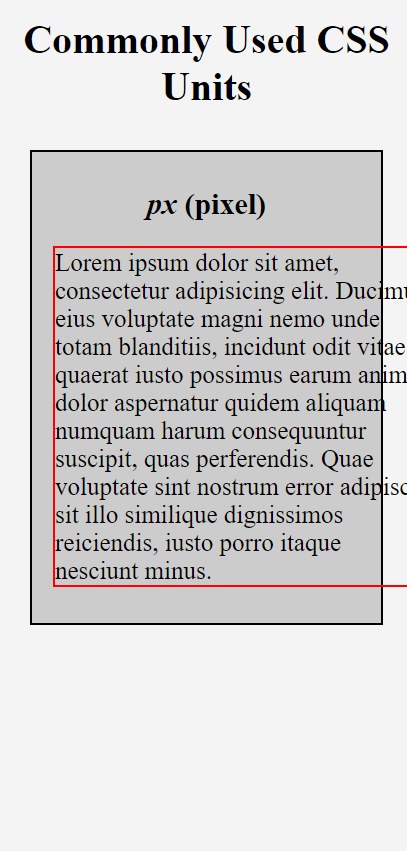 Commonly Used CSS
Units
px (pixel)
Lorem ipsum dolor sit amet,
consectetur adipisicing elit. Ducimu
eius voluptate magni nemo unde
totam blanditiis, incidunt odit vitae
quaerat iusto possimus earum anim
dolor aspernatur quidem aliquam
numquam harum consequuntur
suscipit, quas perferendis. Quae
voluptate sint nostrum error adipisc
sit illo similique dignissimos
reiciendis, iusto porro itaque
nesciunt minus.